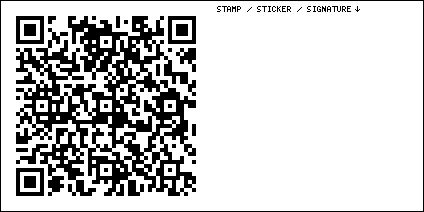 STAMP / STICKER / SIGNATURE ↓